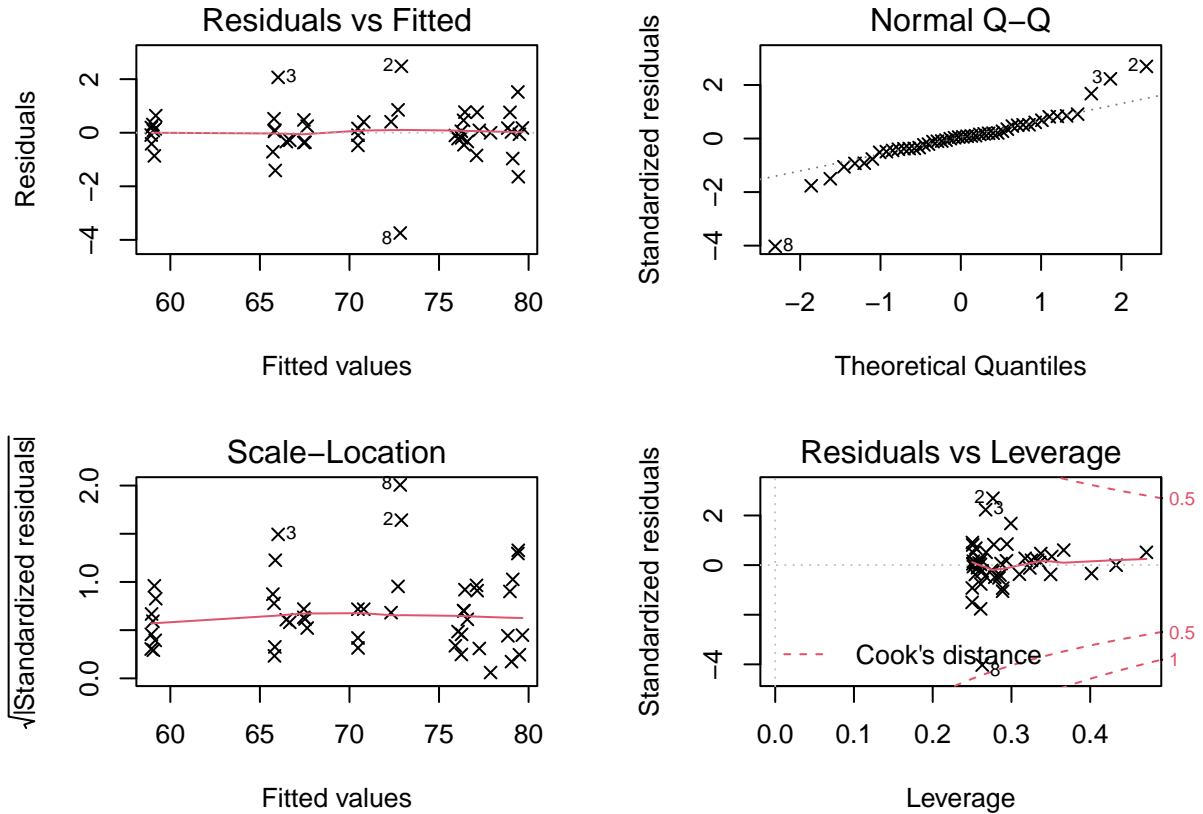 Residuals vs Fitted
Residuals
2
0
−2
−4
3
2
8
60 65 70 75 80
Fitted values
Normal Q−Q
Standardized residuals
2
0
−2
−4
3
2
8
−2 −1 0 1 2
Theoretical Quantiles
Scale−Location
√|Standardized residuals|
2.0
1.0
0.0
8
3
2
60 65 70 75 80
Fitted values
Residuals vs Leverage
Standardized residuals
2
0
−2
−4
2
3
0.5
0.5
1
Cook's distance
8
0.0 0.1 0.2 0.3 0.4
Leverage